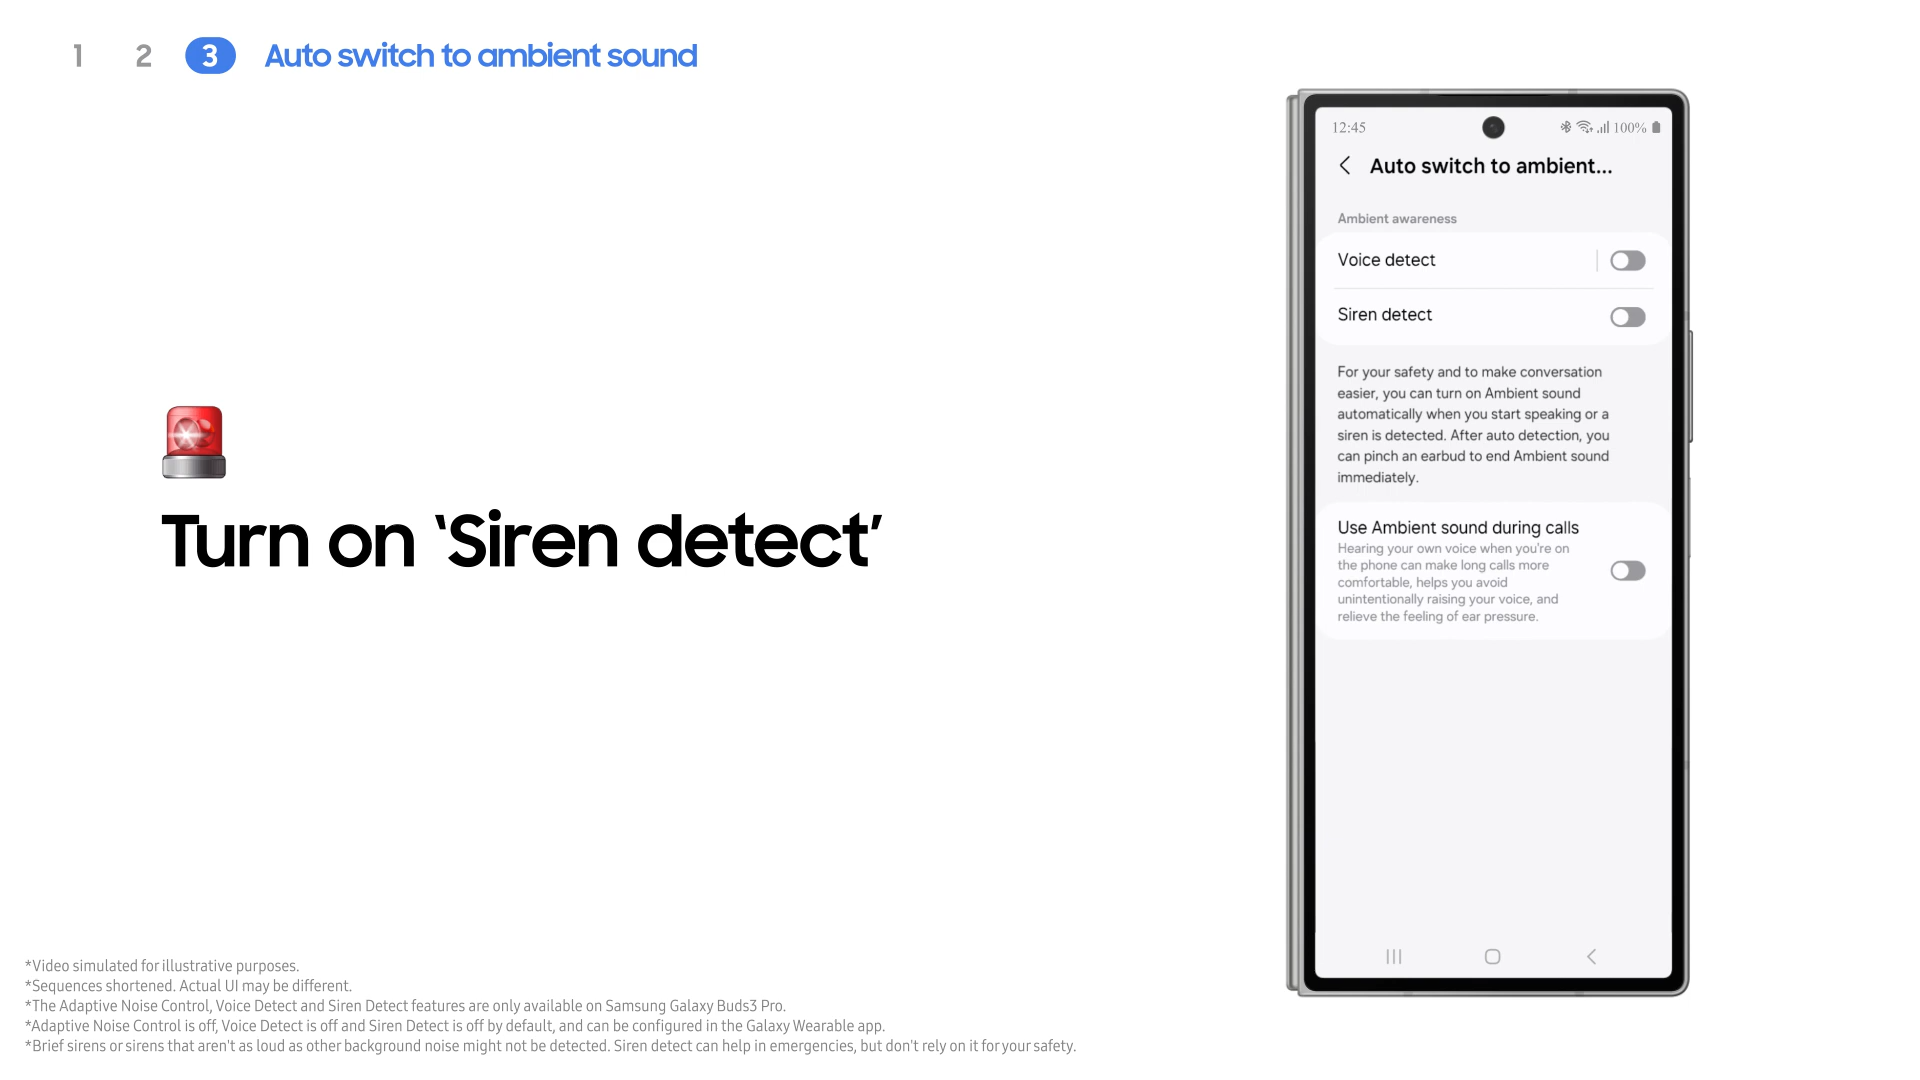 1 2 3 Auto switch to ambient sound
12:45 100%
Auto switch to ambient...
Ambient awareness
Voice detect
Siren detect
For your safety and to make conversation
easier, you can turn on Ambient sound
automatically when you start speaking or a
siren is detected. After auto detection, you
can pinch an earbud to end Ambient sound
immediately.
Use Ambient sound during calls
Hearing your own voice when you're on
the phone can make long calls more
comfortable, helps you avoid
unintentionally raising your voice, and
relieve the feeling of ear pressure.
Turn on ‘Siren detect’
*Video simulated for illustrative purposes.
*Sequences shortened. Actual UI may be different.
*The Adaptive Noise Control, Voice Detect and Siren Detect features are only available on Samsung Galaxy Buds3 Pro.
*Adaptive Noise Control is off, Voice Detect is off and Siren Detect is off by default, and can be configured in the Galaxy Wearable app.
*Brief sirens or sirens that aren't as loud as other background noise might not be detected. Siren detect can help in emergencies, but don't rely on it for your safety.